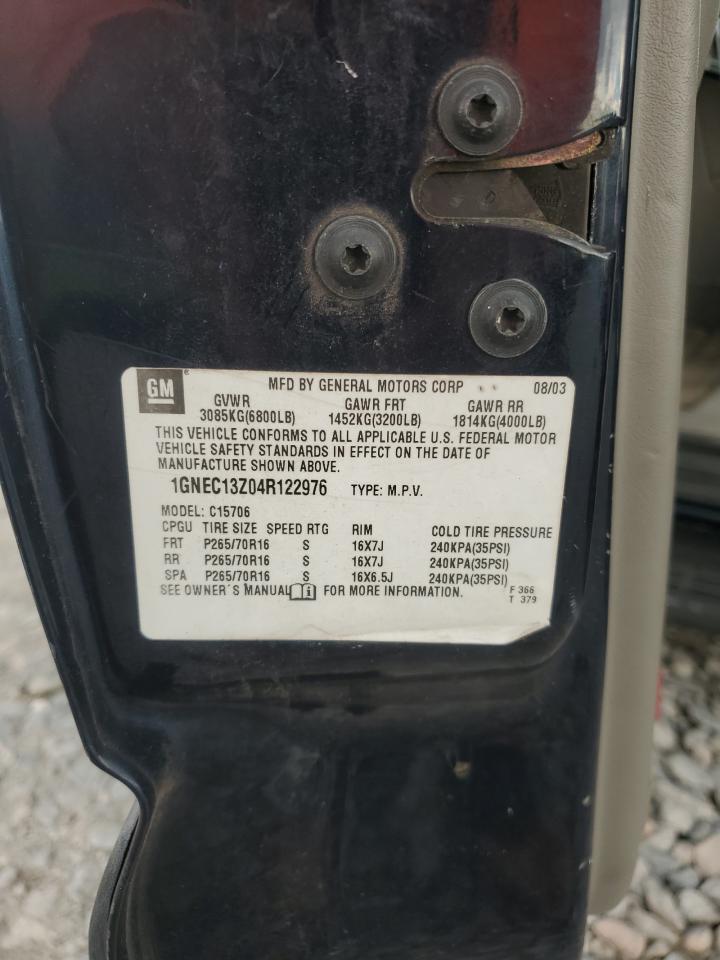 GM ® MFD BY GENERAL MOTORS CORP 08/03
GVWR GAWR FRT GAWR RR
3085KG(6800LB) 1452KG(3200LB) 1814KG(4000LB)
THIS VEHICLE CONFORMS TO ALL APPLICABLE U.S. FEDERAL MOTOR
VEHICLE SAFETY STANDARDS IN EFFECT ON THE DATE OF
MANUFACTURE SHOWN ABOVE.
1GNEC13Z04R122976 TYPE: M.P.V.
MODEL: C15706
CPGU TIRE SIZE SPEED RTG RIM COLD TIRE PRESSURE
FRT P265/70R16 S 16X7J 240KPA(35PSI)
RR P265/70R16 S 16X7J 240KPA(35PSI)
SPA P265/70R16 S 16X6.5J 240KPA(35PSI)
SEE OWNER'S MANUAL FOR MORE INFORMATION. F 366
T 379